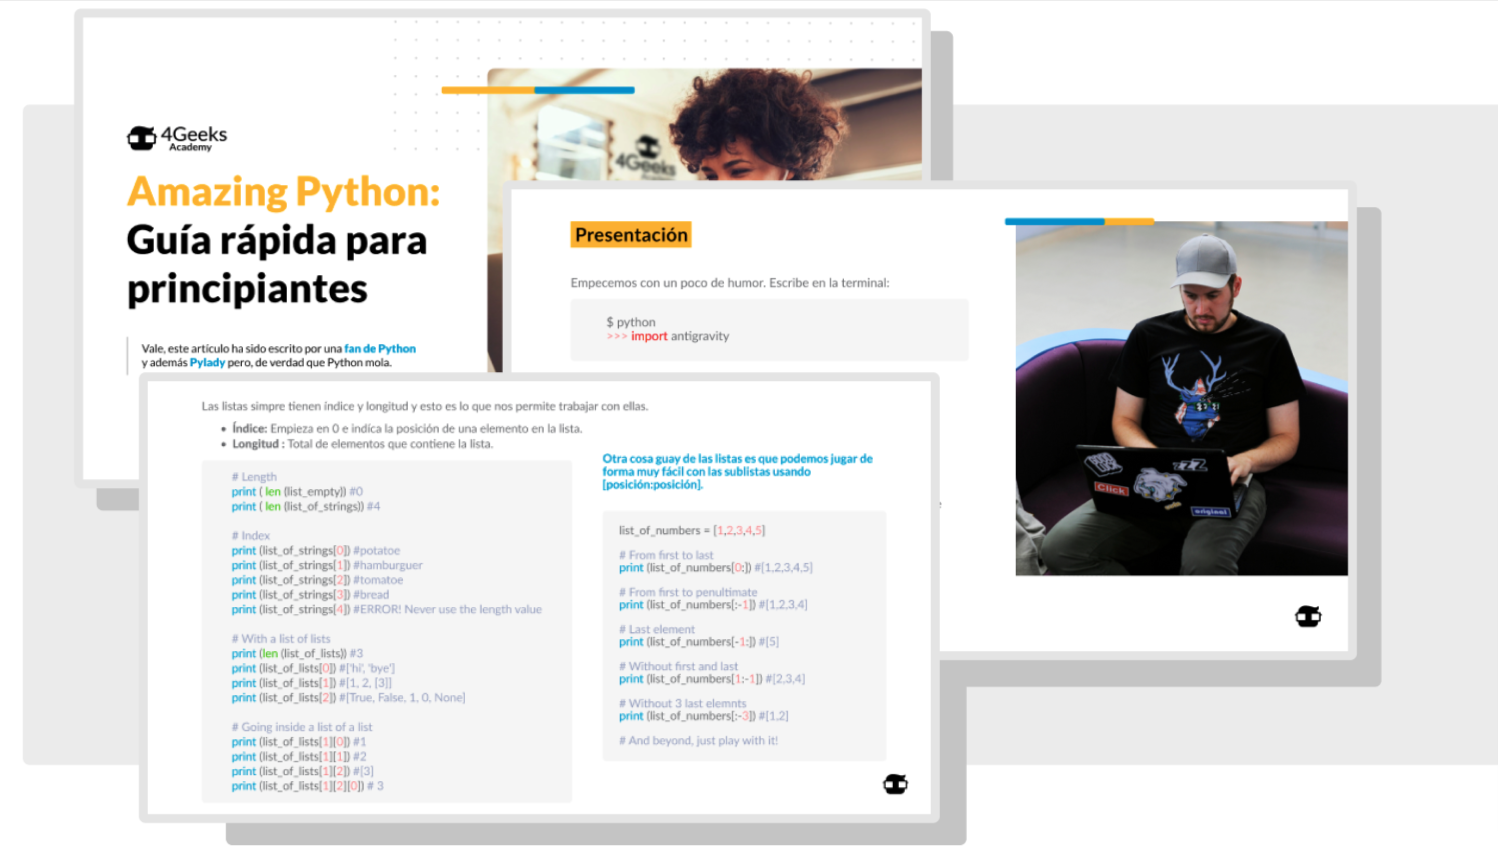 4Geeks
Academy
Amazing Python:
Guía rápida para
principiantes
Vale, este artículo ha sido escrito por una fan de Python
y además Pylady pero, de verdad que Python mola.
4Geeks
Presentación
Empecemos con un poco de humor. Escribe en la terminal:
$ python
>>> import antigravity
Click
ZZZ
original
Las listas simpre tienen índice y longitud y esto es lo que nos permite trabajar con ellas.
• Índice: Empieza en 0 e indíca la posición de una elemento en la lista.
• Longitud : Total de elementos que contiene la lista.
# Length
print ( len (list_empty)) #0
print ( len (list_of_strings)) #4
# Index
print (list_of_strings[0]) #potatoe
print (list_of_strings[1]) #hamburguer
print (list_of_strings[2]) #tomatoe
print (list_of_strings[3]) #bread
print (list_of_strings[4]) #ERROR! Never use the length value
# With a list of lists
print (len (list_of_lists)) #3
print (list_of_lists[0]) #['hi', 'bye']
print (list_of_lists[1]) #[1, 2, [3]]
print (list_of_lists[2]) #[True, False, 1, 0, None]
# Going inside a list of a list
print (list_of_lists[1][0]) #1
print (list_of_lists[1][1]) #2
print (list_of_lists[1][2]) #[3]
print (list_of_lists[1][2][0]) # 3
Otra cosa guay de las listas es que podemos jugar de
forma muy fácil con las sublistas usando
[posición:posición].
list_of_numbers = [1,2,3,4,5]
# From first to last
print (list_of_numbers[0:]) #[1,2,3,4,5]
# From first to penultimate
print (list_of_numbers[:-1]) #[1,2,3,4]
# Last element
print (list_of_numbers[-1:]) #[5]
# Without first and last
print (list_of_numbers[1:-1]) #[2,3,4]
# Without 3 last elemnts
print (list_of_numbers[:-3]) #[1,2]
# And beyond, just play with it!